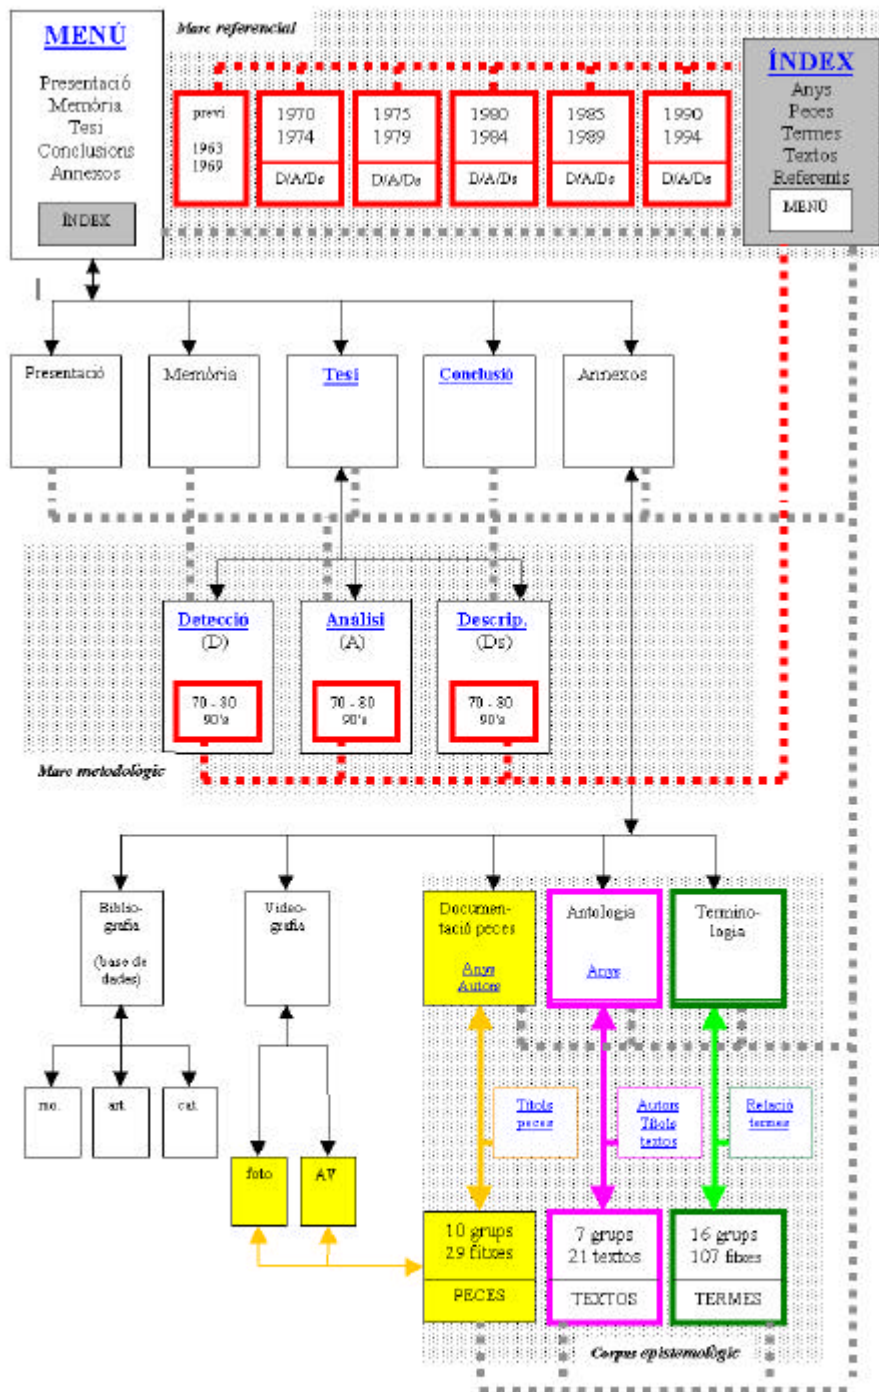 MENÚ
Presentació
Memòria
Tesi
Conclusions
Annexos
ÍNDEX
Marc referencial
previ
1963
1969
1970
1974
D/A/Ds
1975
1979
D/A/Ds
1980
1984
D/A/Ds
1985
1989
D/A/Ds
1990
1994
D/A/Ds
ÍNDEX
Anys
Peces
Termes
Textos
Referents
MENÚ
Presentació
Memòria
Tesi
Conclusió
Annexos
Detecció
(D)
70 - 80
90's
Anàlisi
(A)
70 - 80
90's
Descrip.
(Ds)
70 - 80
90's
Marc metodològic
Biblio-
grafia
(base de
dades)
Video-
grafia
Documen-
tació peces
Anys
Autors
Antologia
Anys
Termino-
logia
mo.
art.
cat.
Títols
peces
Autors
Títols
textos
Relació
termes
foto
AV
10 grups
29 fitxes
PECES
7 grups
21 textos
TEXTOS
16 grups
107 fitxes
TERMES
Corpus epistemològic